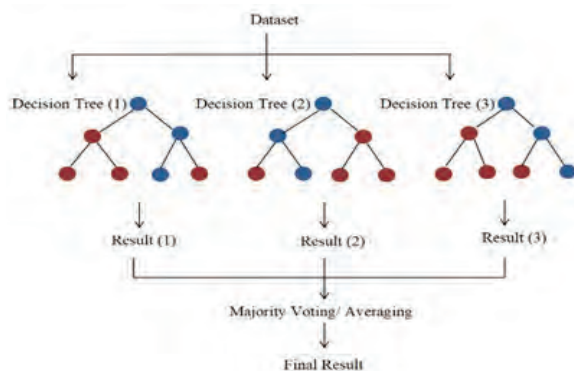 Dataset
Decision Tree (1)
Decision Tree (2)
Decision Tree (3)
Result (1)
Result (2)
Result (3)
Majority Voting/ Averaging
Final Result